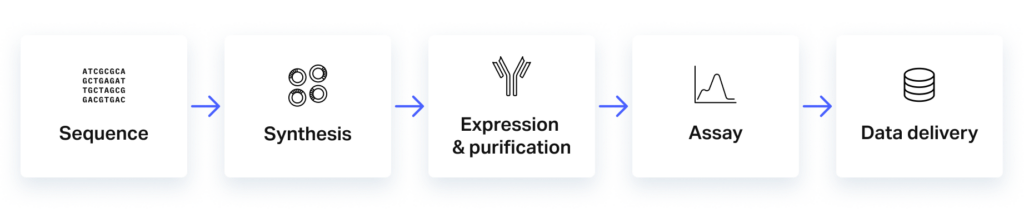 ATCGCGCA
GCTGAGAT
TGCTAGCG
GACGTGAC
Sequence
Synthesis
Expression
& purification
Assay
Data delivery